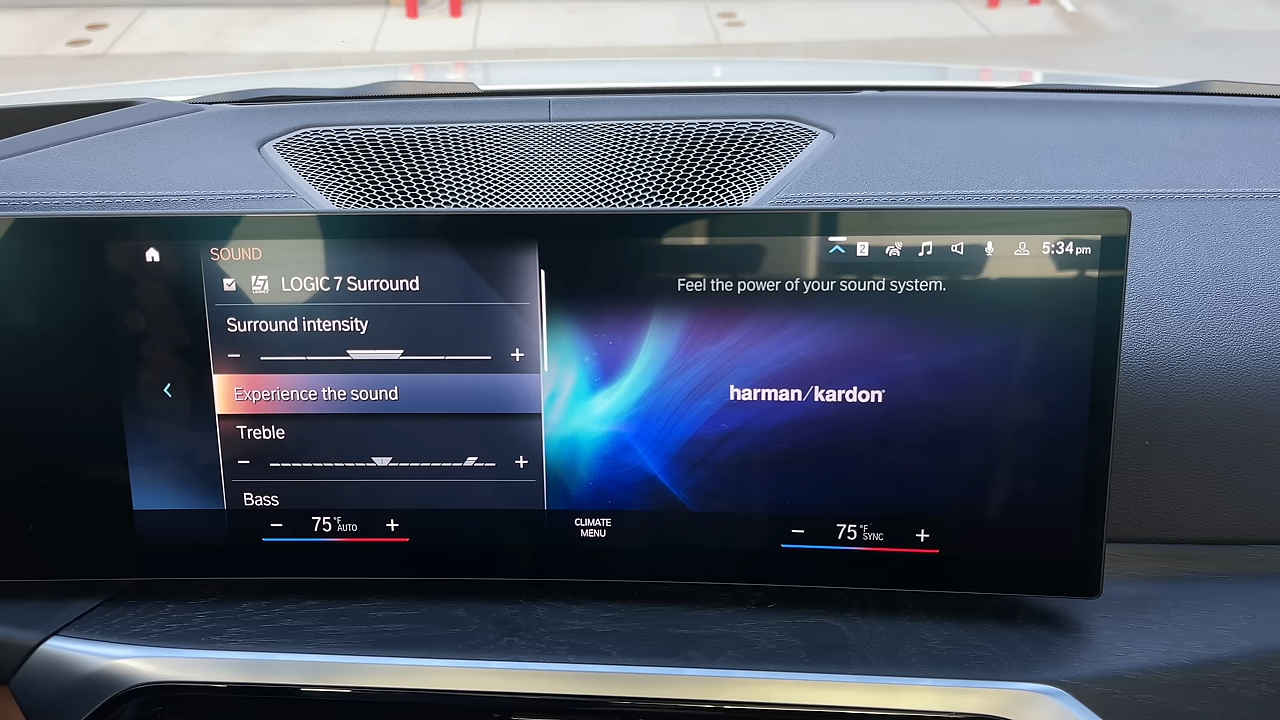 SOUND
2
5:34 pm
LOGIC 7 Surround
Feel the power of your sound system.
Surround intensity
Experience the sound
harman/kardon
Treble
Bass
75 °F AUTO
CLIMATE
MENU
75 °F SYNC